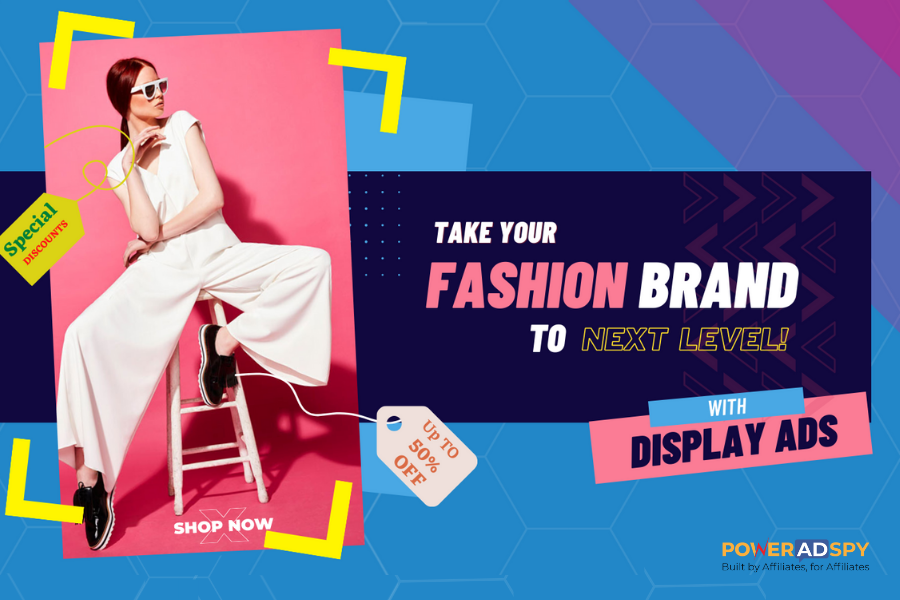 Special
DISCOUNTS
TAKE YOUR
FASHION BRAND
TO NEXT LEVEL!
WITH
DISPLAY ADS
Up TO
50%
OFF
SHOP NOW
POWERADSPY
Built by Affiliates, for Affiliates